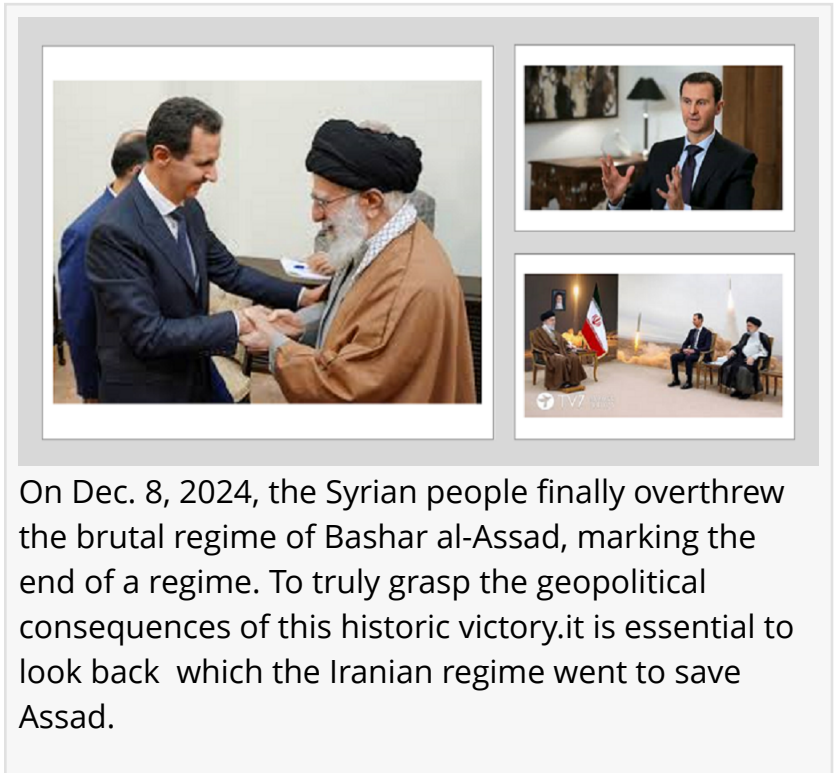 TV7
On Dec. 8, 2024, the Syrian people finally overthrew
the brutal regime of Bashar al-Assad, marking the
end of a regime. To truly grasp the geopolitical
consequences of this historic victory.it is essential to
look back  which the Iranian regime went to save
Assad.